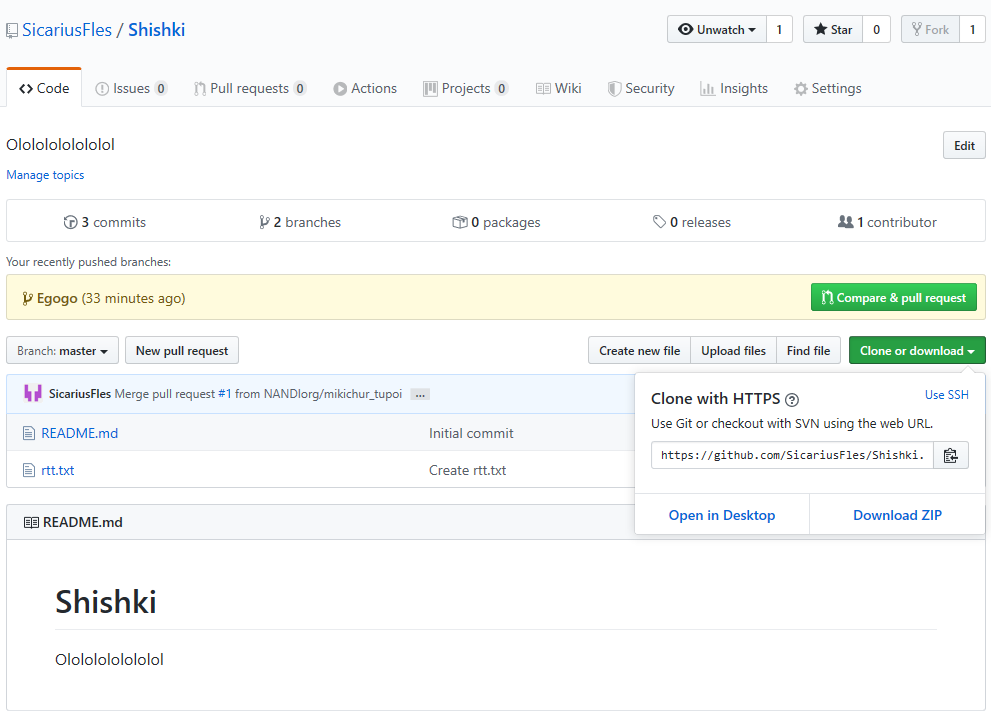 SicariusFles / Shishki
Unwatch 1 Star 0 Fork 1
Code Issues 0 Pull requests 0 Actions Projects 0 Wiki Security Insights Settings
Olololololololol
Edit
Manage topics
3 commits 2 branches 0 packages 0 releases 1 contributor
Your recently pushed branches:
Egogo (33 minutes ago) Compare & pull request
Branch: master New pull request Create new file Upload files Find file Clone or download
SicariusFles Merge pull request #1 from NANDIorg/mikichur_tupoi ...
README.md Initial commit
rtt.txt Create rtt.txt
Clone with HTTPS ? Use SSH
Use Git or checkout with SVN using the web URL.
https://github.com/SicariusFles/Shishki.
Open in Desktop Download ZIP
README.md
Shishki
Olololololololol